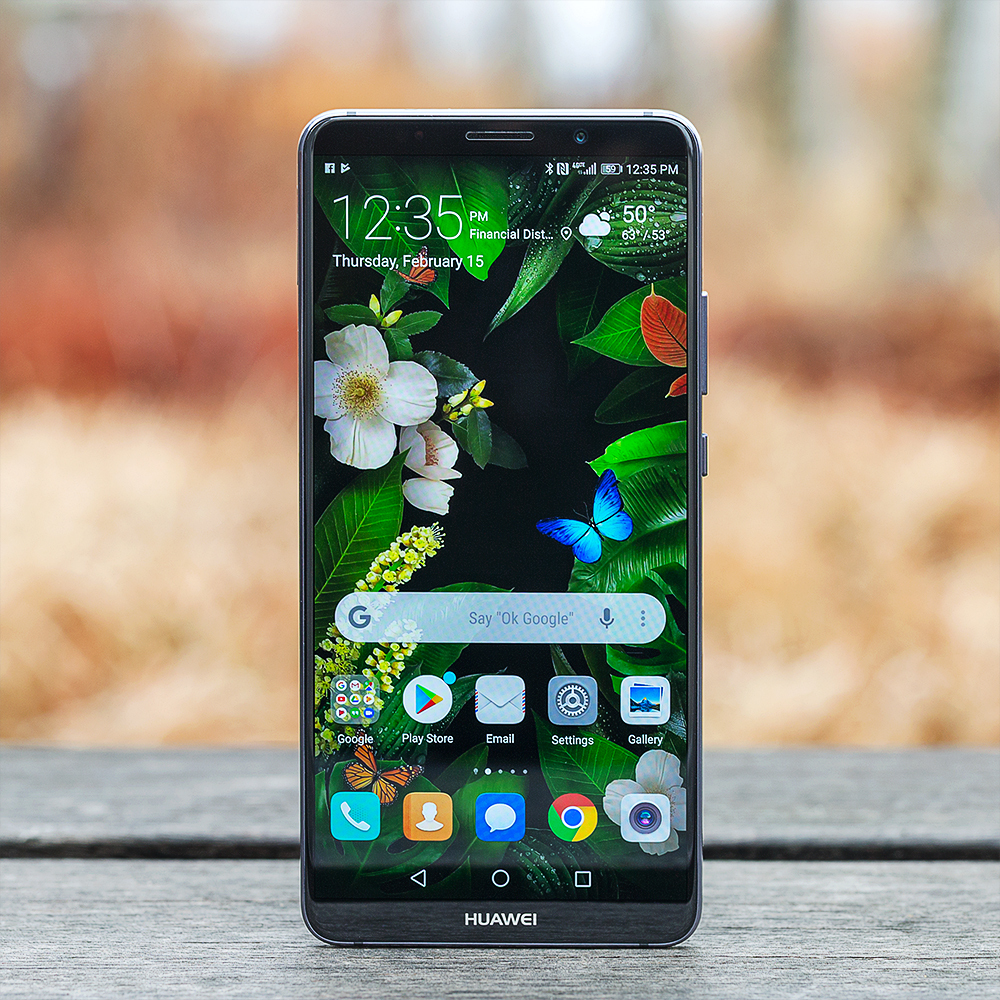 59 12:35 PM
12:35 PM
Financial Dist...
50°
63° / 53°
Thursday, February 15
G Say "Ok Google"
Google Play Store Email Settings Gallery
HUAWEI